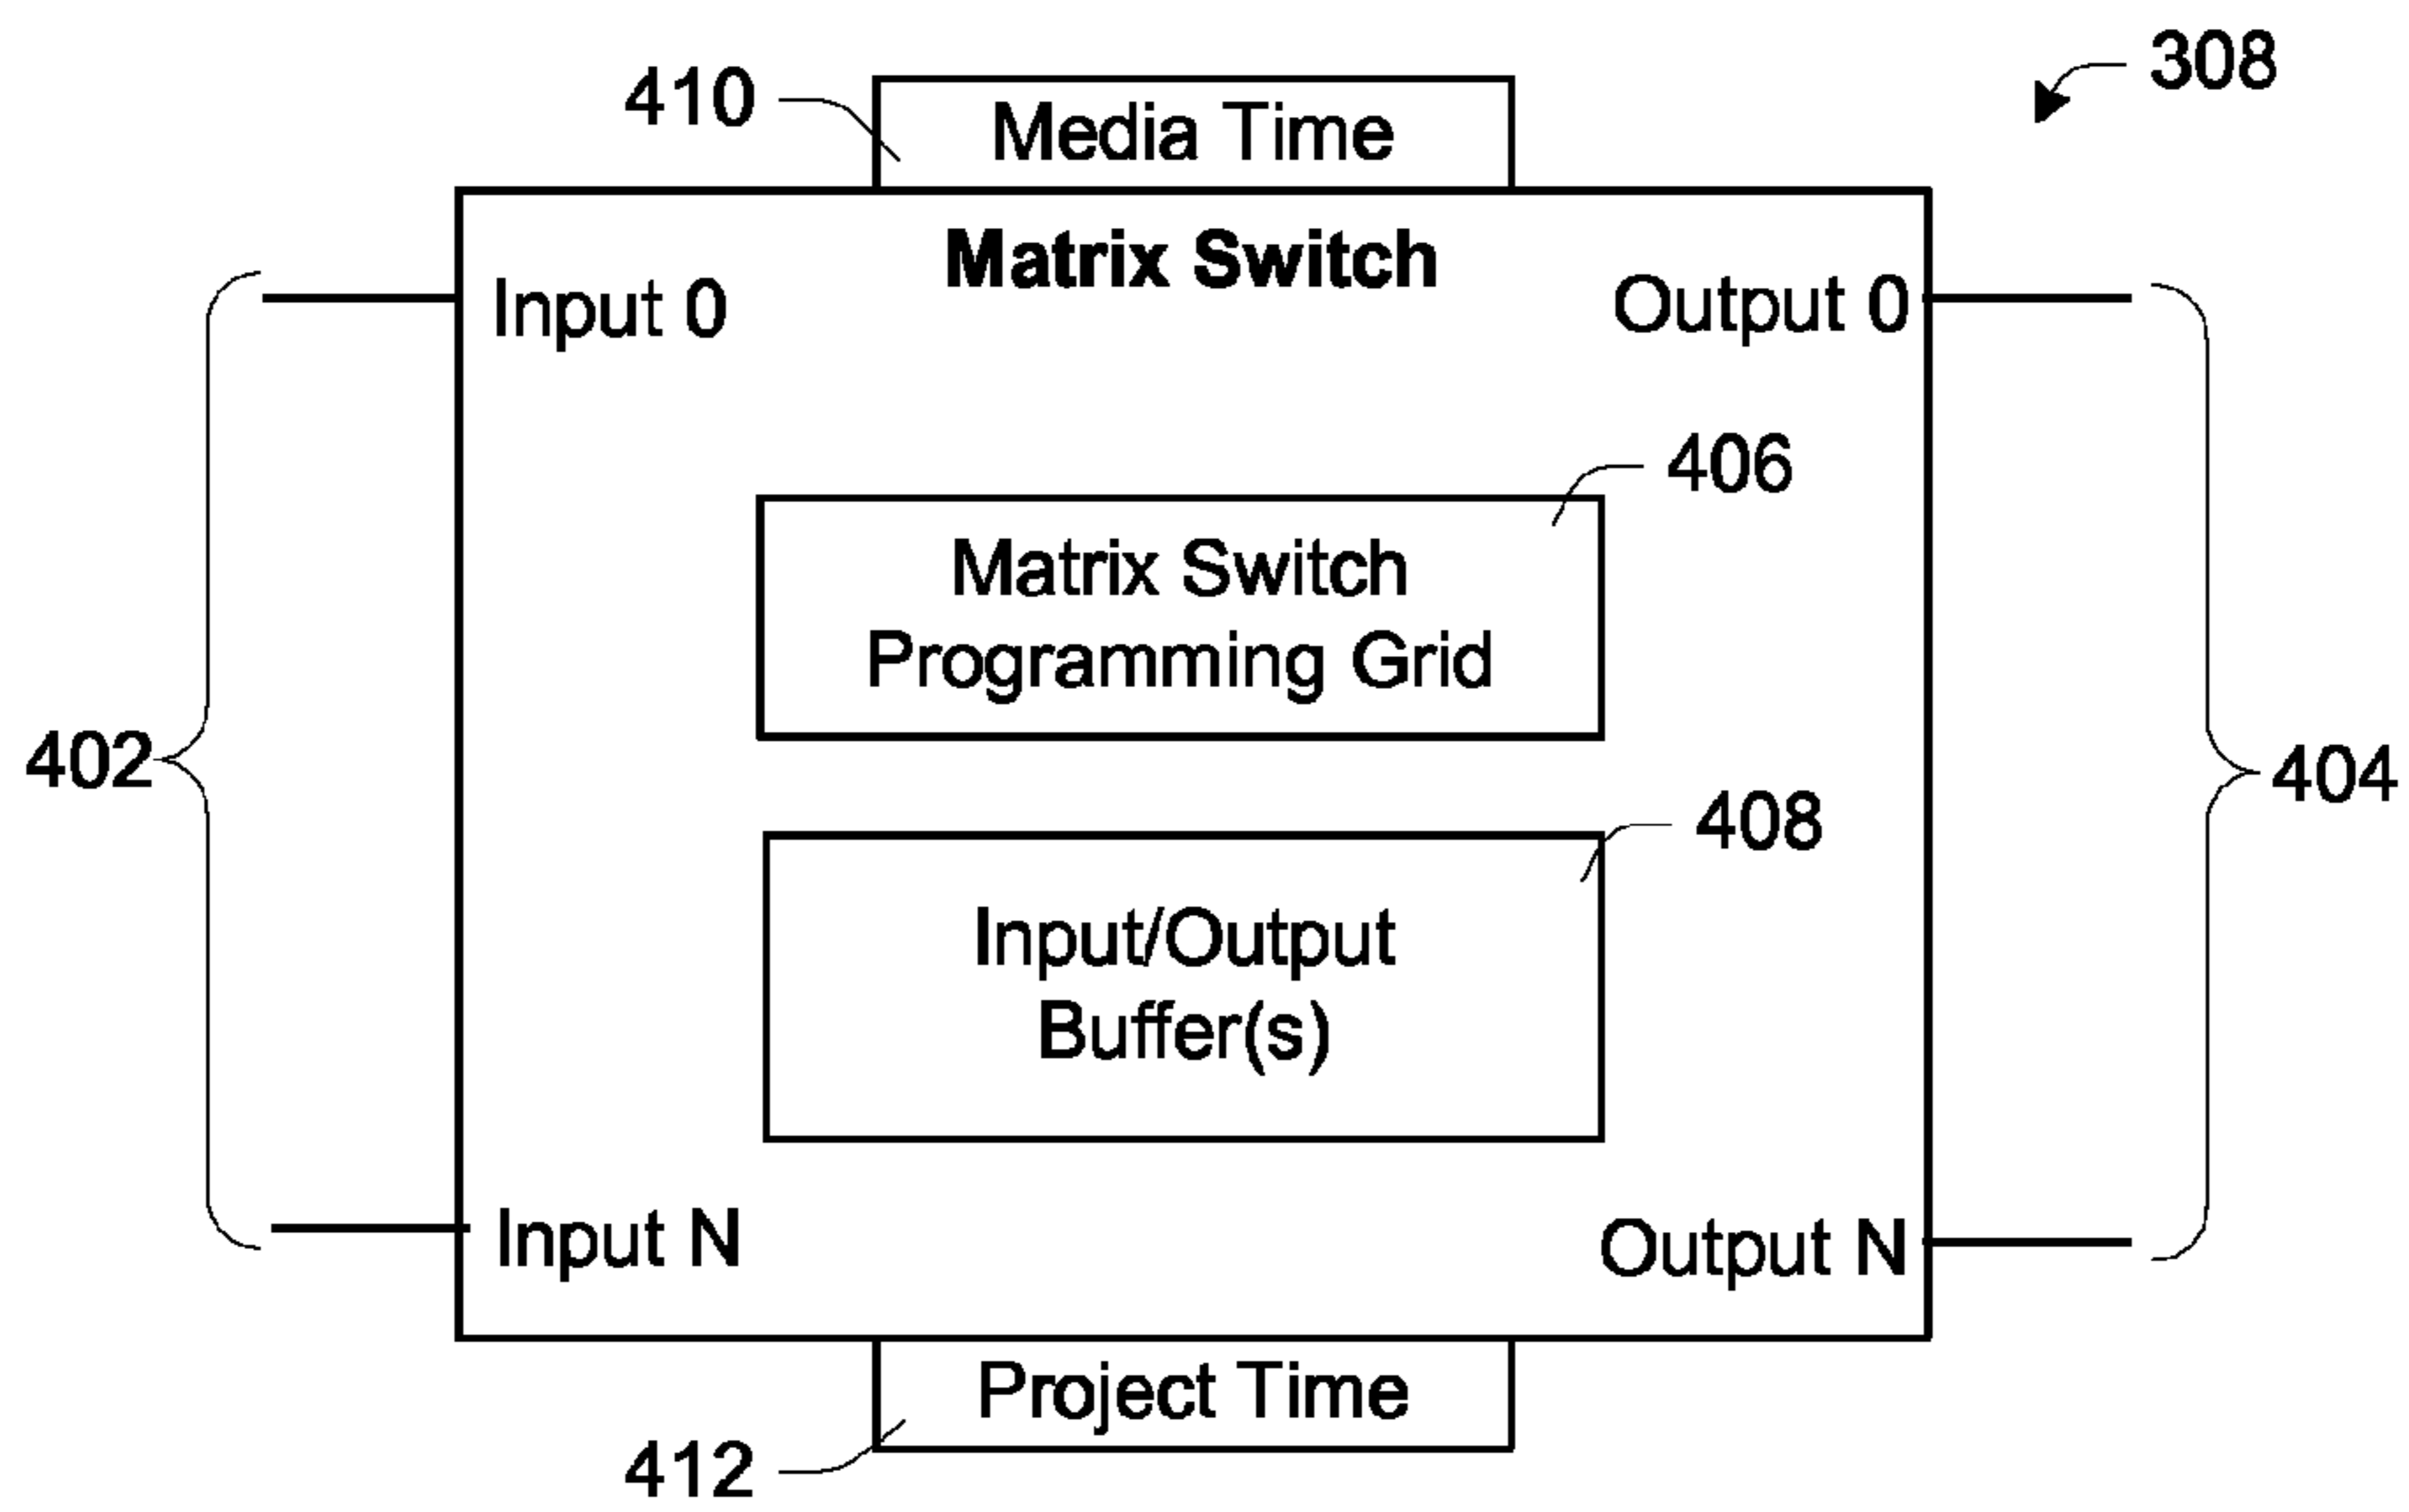 308
410
Media Time
Matrix Switch
Input 0
Output 0
406
Matrix Switch
Programming Grid
402
404
408
Input/Output
Buffer(s)
Input N
Output N
Project Time
412